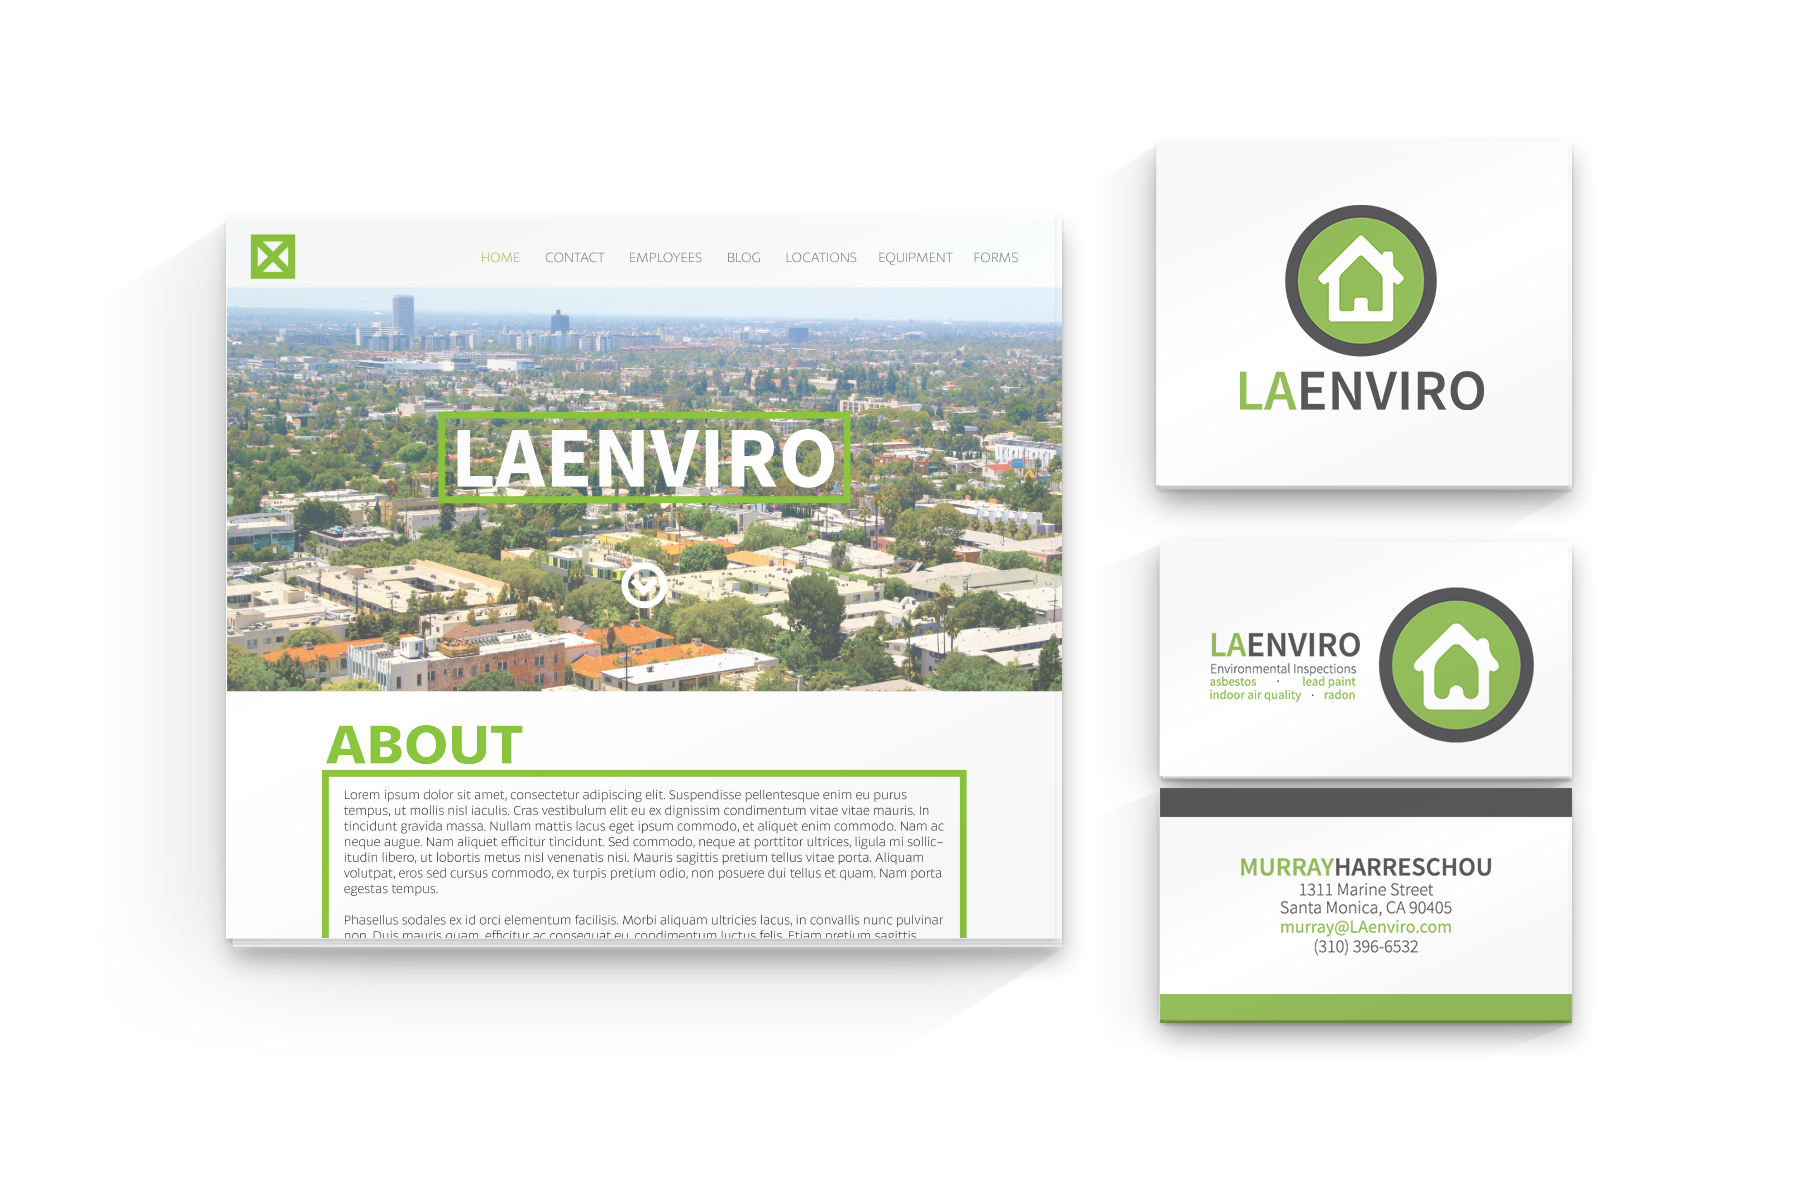 HOME CONTACT EMPLOYEES BLOG LOCATIONS EQUIPMENT FORMS
LAENVIRO
ABOUT
Lorem ipsum dolor sit amet, consectetur adipiscing elit. Suspendisse pellentesque enim eu purus
tempus, ut mollis nisl iaculis. Cras vestibulum elit eu ex dignissim condimentum vitae vitae mauris. In
tincidunt gravida massa. Nullam mattis lacus eget ipsum commodo, et aliquet enim commodo. Nam ac
neque augue. Nam aliquet efficitur tincidunt. Sed commodo, neque at porttitor ultrices, ligula mi sollic-
itudin libero, ut lobortis metus nisl venenatis nisi. Mauris sagittis pretium tellus vitae porta. Aliquam
volutpat, eros sed cursus commodo, ex turpis pretium odio, non posuere dui tellus et quam. Nam porta
egestas tempus.
Phasellus sodales ex id orci elementum facilisis. Morbi aliquam ultricies lacus, in convallis nunc pulvinar
non. Duis mauris quam, efficitur ac consequat eu, condimentum luctus felis. Etiam pretium sagittis
LAENVIRO
LAENVIRO
Environmental Inspections
asbestos · lead paint
indoor air quality · radon
MURRAYHARRESCHOU
1311 Marine Street
Santa Monica, CA 90405
murray@LAenviro.com
(310) 396-6532